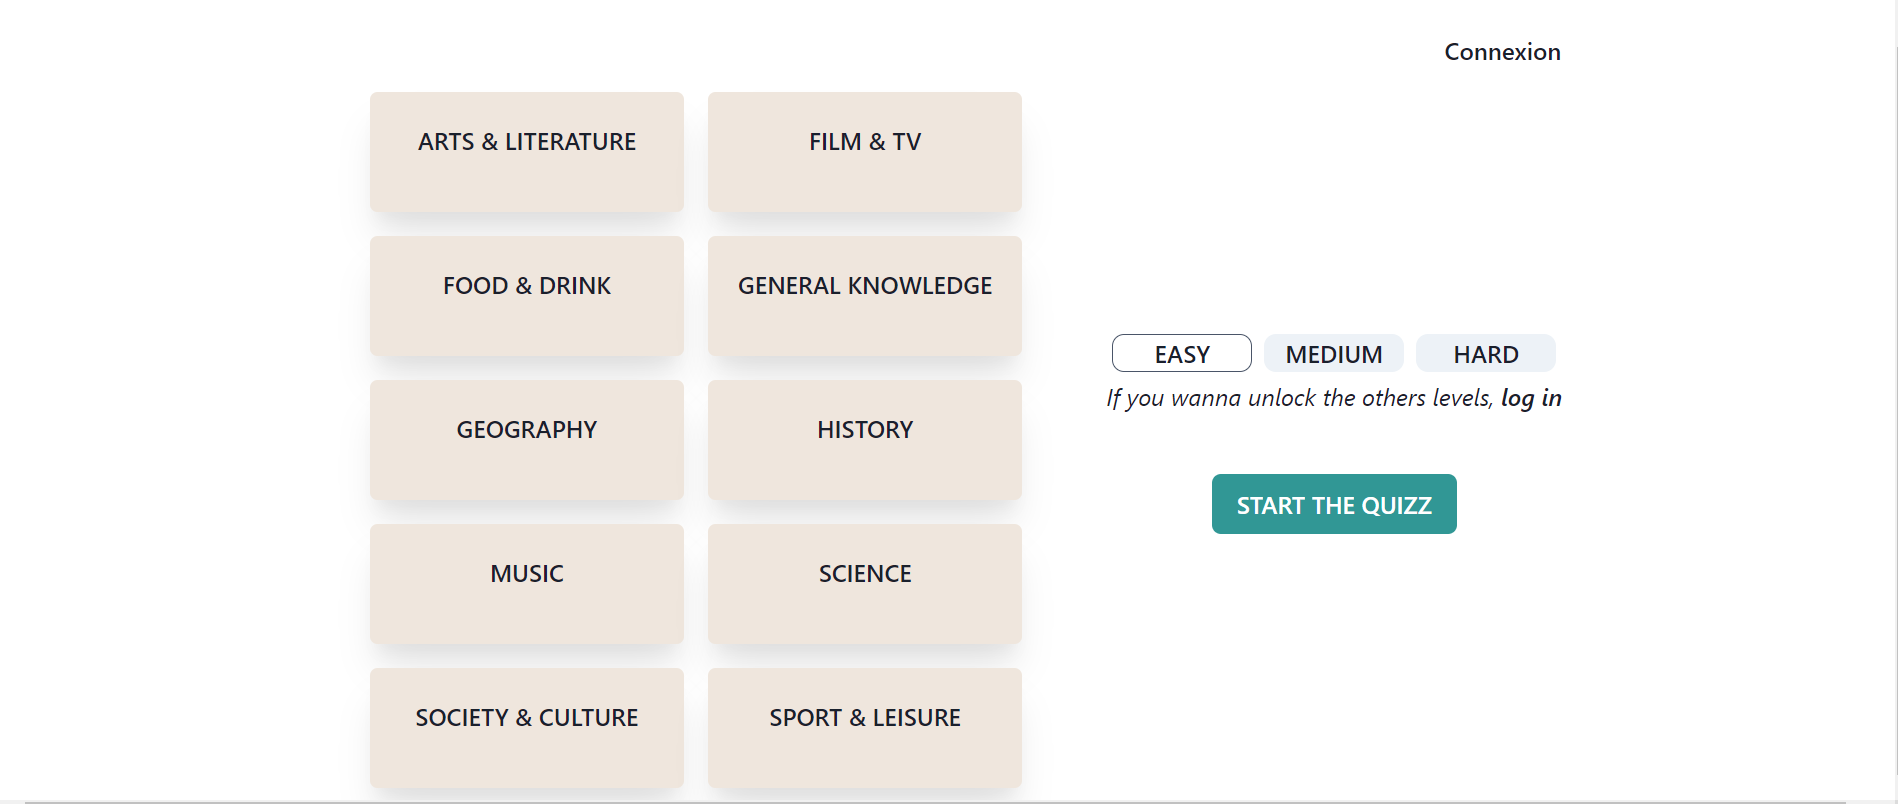 Connexion
ARTS & LITERATURE
FILM & TV
FOOD & DRINK
GENERAL KNOWLEDGE
GEOGRAPHY
HISTORY
MUSIC
SCIENCE
SOCIETY & CULTURE
SPORT & LEISURE
EASY
MEDIUM
HARD
If you wanna unlock the others levels, log in
START THE QUIZZ